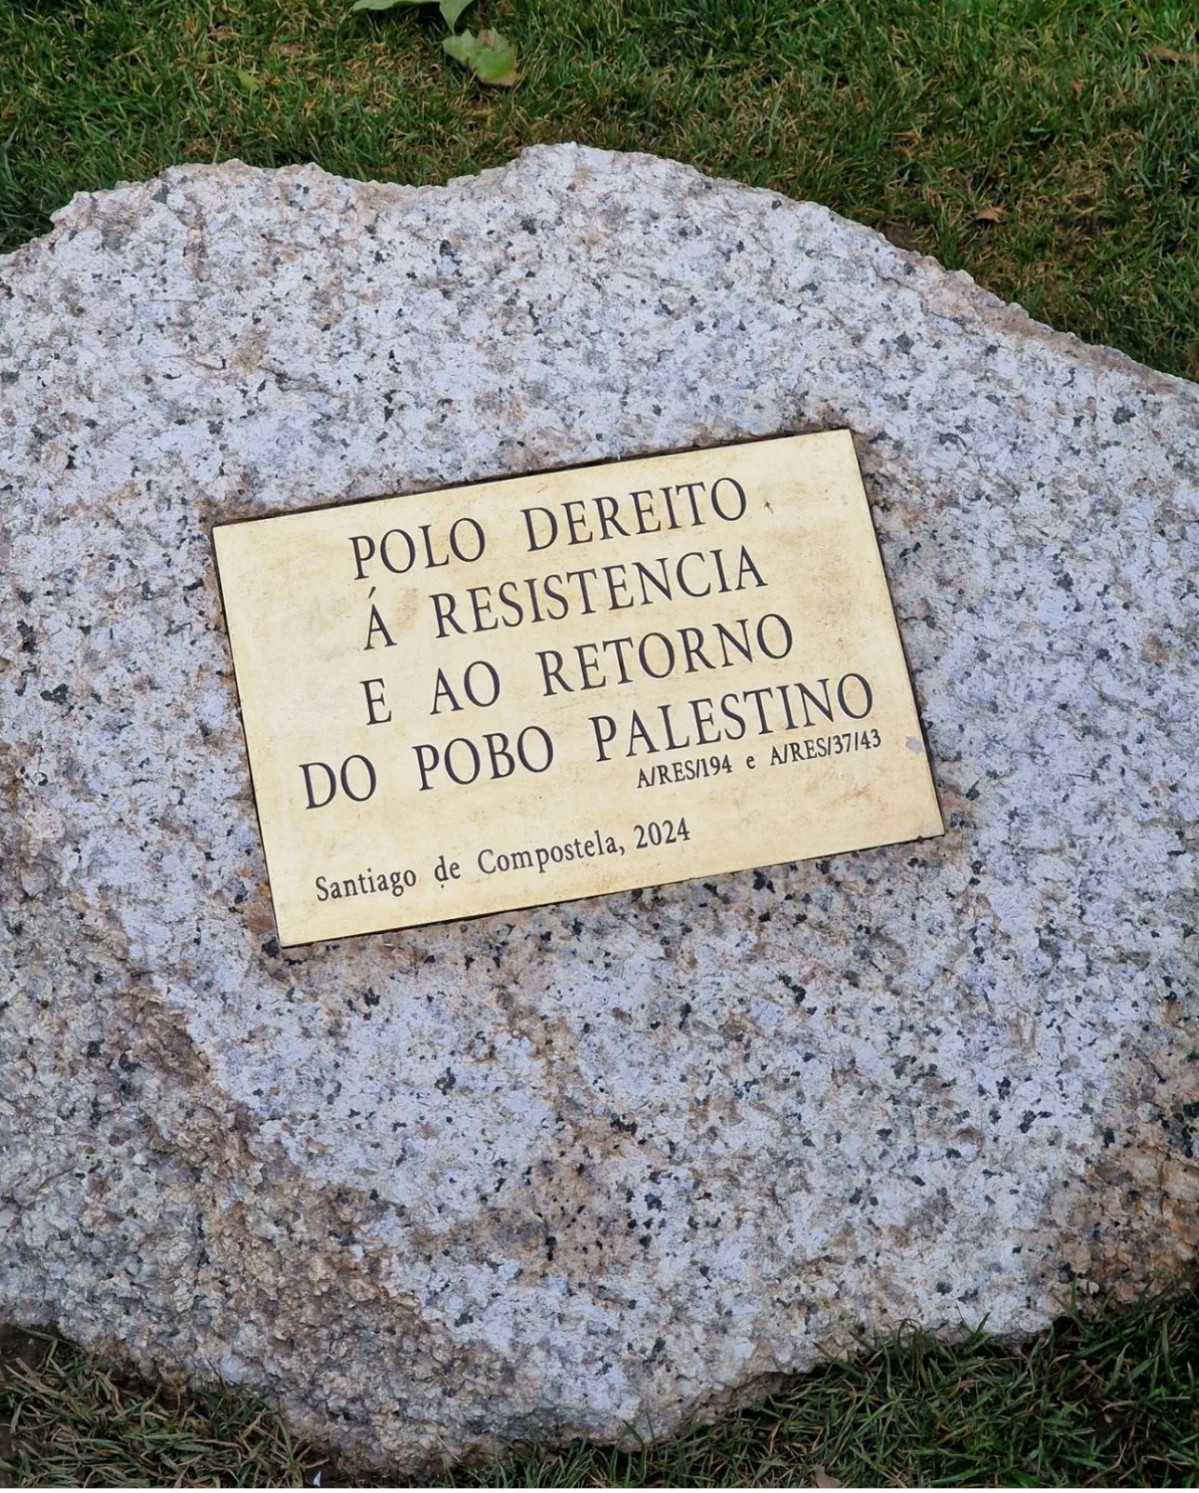 POLO DEREITO
Á RESISTENCIA
E AO RETORNO
DO POBO PALESTINO
A/RES/194 e A/RES/37/43
Santiago de Compostela, 2024